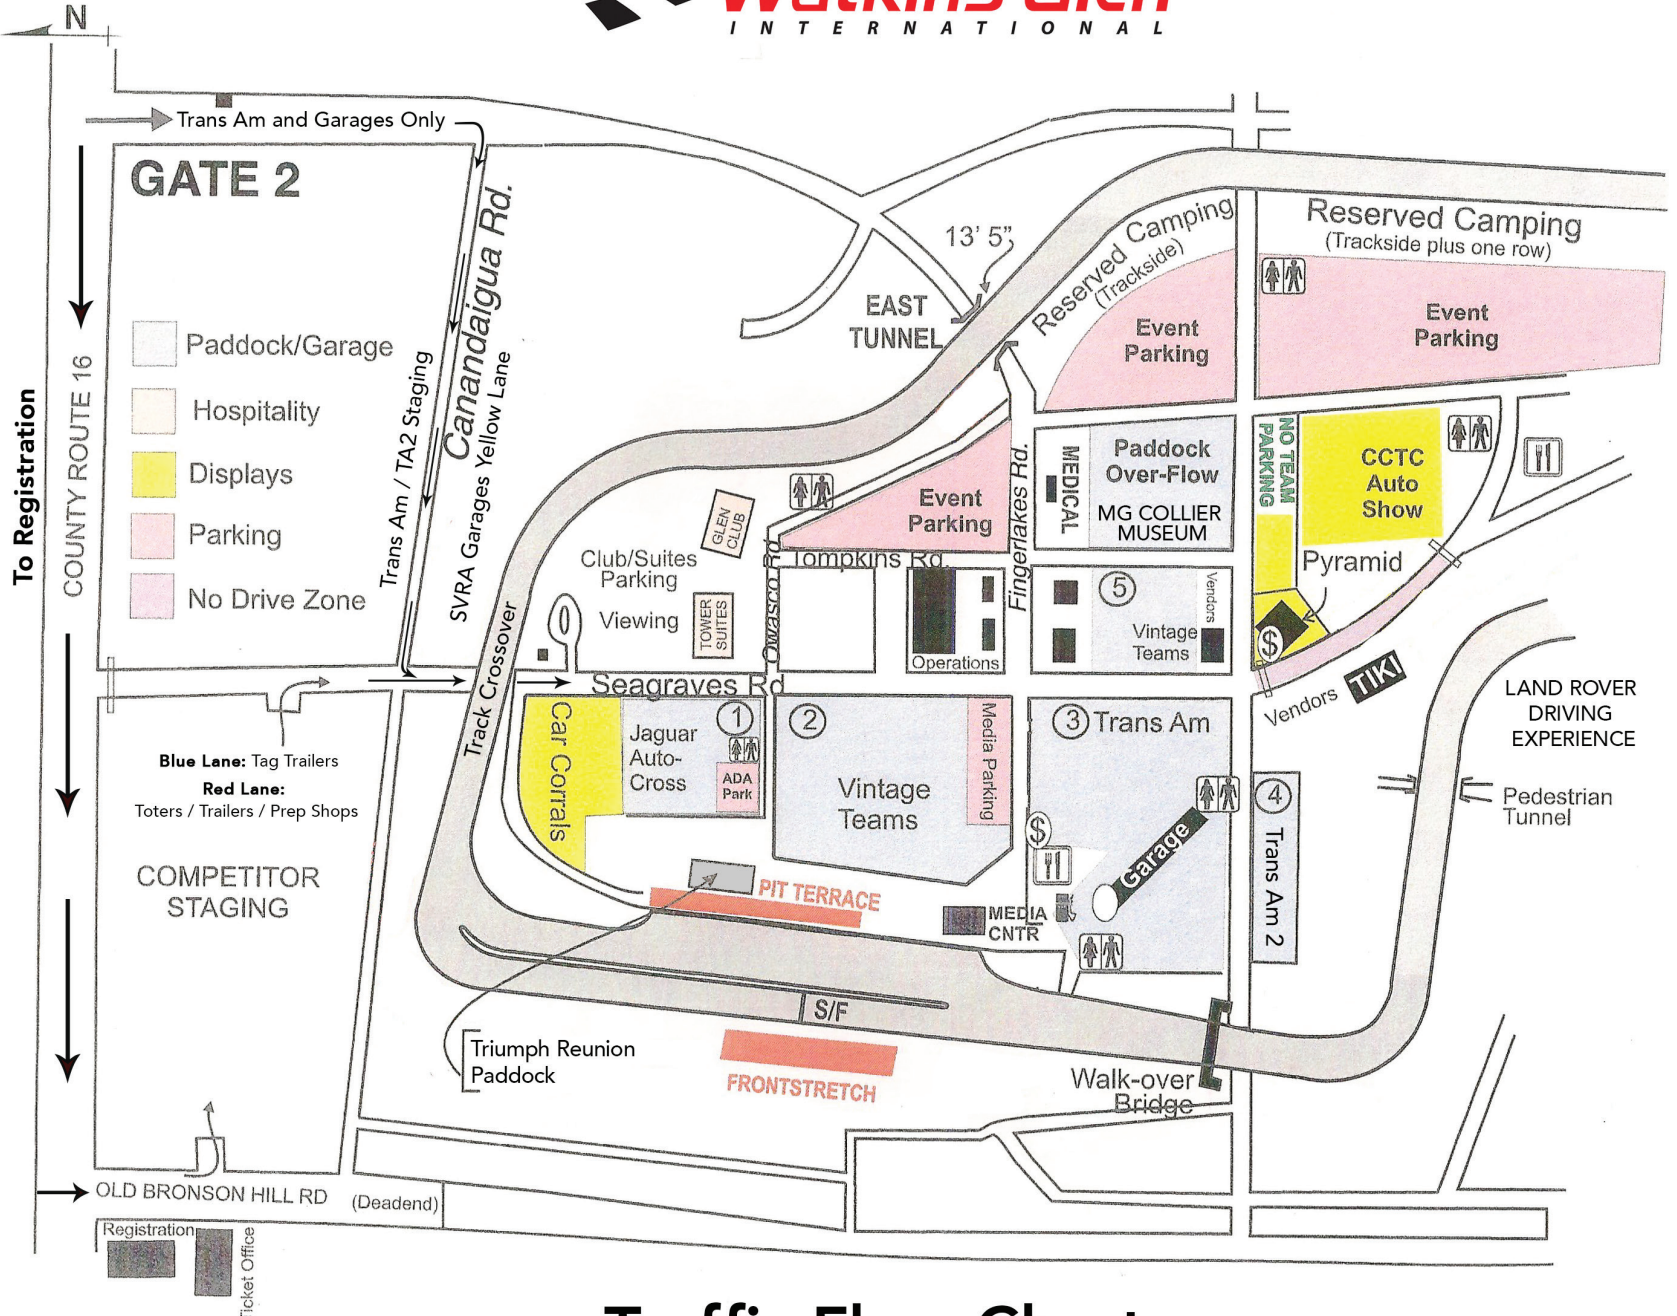 Watkins Glen
INTERNATIONAL
N
Trans Am and Garages Only
GATE 2
Canandaigua Rd.
13' 5"
Reserved Camping
(Trackside)
Reserved Camping
(Trackside plus one row)
EAST
TUNNEL
Event
Parking
Event
Parking
Paddock/Garage
Hospitality
Displays
Parking
No Drive Zone
To Registration
COUNTY ROUTE 16
Trans Am / TA2 Staging
SVRA Garages Yellow Lane
Track Crossover
GLEN
CLUB
Club/Suites
Parking
Viewing
TOWER
SUITES
Owasco Rd.
Event
Parking
Tompkins Rd.
Fingerlakes Rd.
Operations
MEDICAL
Paddock
Over-Flow
MG COLLIER
MUSEUM
NO TEAM
PARKING
CCTC
Auto
Show
Pyramid
5
Vendors
Vintage
Teams
$
Vendors
TIKI
LAND ROVER
DRIVING
EXPERIENCE
Pedestrian
Tunnel
Seagraves Rd
Car Corrals
1
Jaguar
Auto-
Cross
ADA
Park
2
Vintage
Teams
Media Parking
3 Trans Am
$
Garage
4
Trans Am 2
Blue Lane: Tag Trailers
Red Lane:
Toters / Trailers / Prep Shops
COMPETITOR
STAGING
PIT TERRACE
MEDIA
CNTR
S/F
Triumph Reunion
Paddock
FRONTSTRETCH
Walk-over
Bridge
OLD BRONSON HILL RD
(Deadend)
Registration
Ticket Office
Traffic Flow Chart